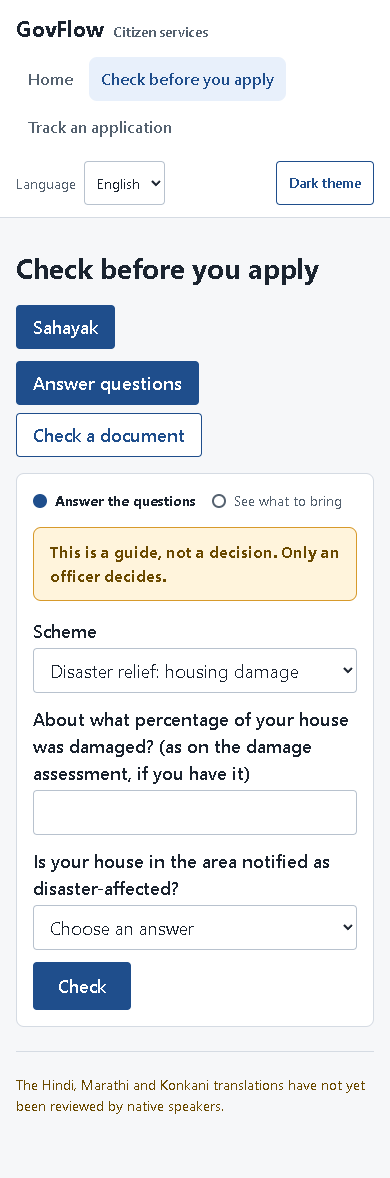 GovFlow Citizen services
Home Check before you apply
Track an application
Language English Dark theme
Check before you apply
Sahayak
Answer questions
Check a document
Answer the questions See what to bring
This is a guide, not a decision. Only an
officer decides.
Scheme
Disaster relief: housing damage
About what percentage of your house
was damaged? (as on the damage
assessment, if you have it)
Is your house in the area notified as
disaster-affected?
Choose an answer
Check
The Hindi, Marathi and Konkani translations have not yet
been reviewed by native speakers.